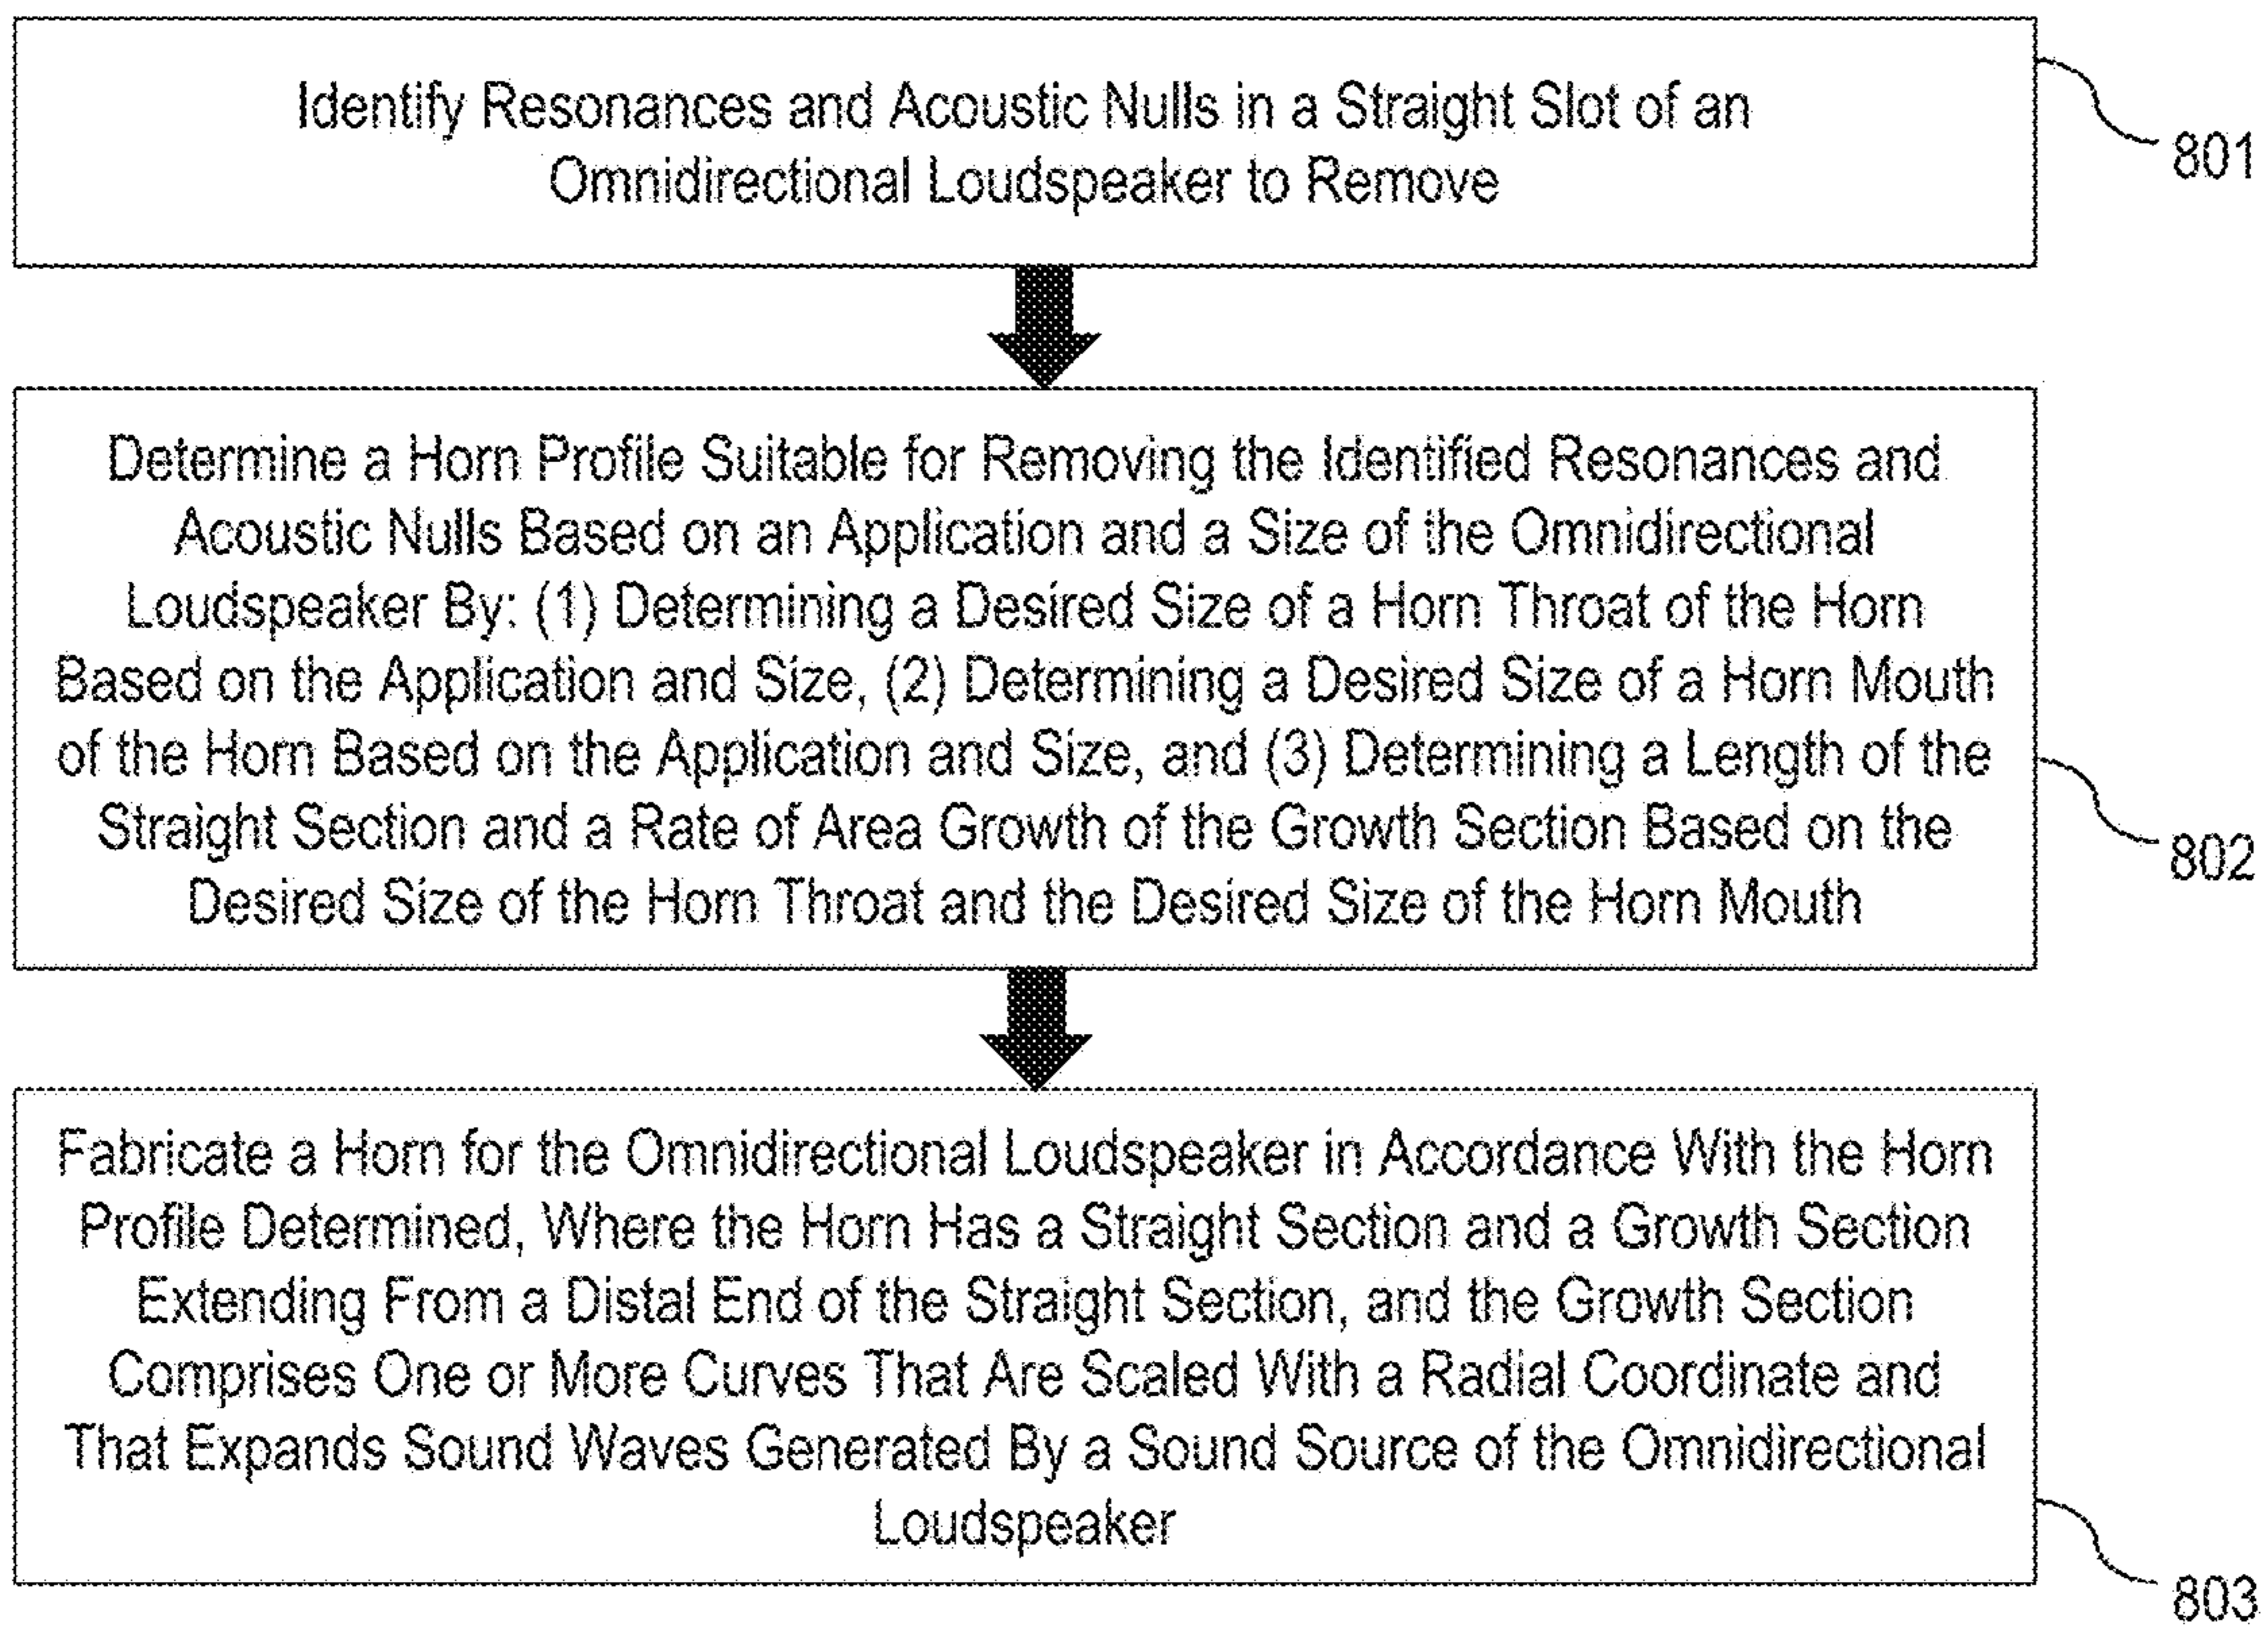 Identify Resonances and Acoustic Nulls in a Straight Slot of an
Omnidirectional Loudspeaker to Remove
801
Determine a Horn Profile Suitable for Removing the Identified Resonances and
Acoustic Nulls Based on an Application and a Size of the Omnidirectional
Loudspeaker By: (1) Determining a Desired Size of a Horn Throat of the Horn
Based on the Application and Size, (2) Determining a Desired Size of a Horn Mouth
of the Horn Based on the Application and Size, and (3) Determining a Length of the
Straight Section and a Rate of Area Growth of the Growth Section Based on the
Desired Size of the Horn Throat and the Desired Size of the Horn Mouth
802
Fabricate a Horn for the Omnidirectional Loudspeaker in Accordance With the Horn
Profile Determined, Where the Horn Has a Straight Section and a Growth Section
Extending From a Distal End of the Straight Section, and the Growth Section
Comprises One or More Curves That Are Scaled With a Radial Coordinate and
That Expands Sound Waves Generated By a Sound Source of the Omnidirectional
Loudspeaker
803